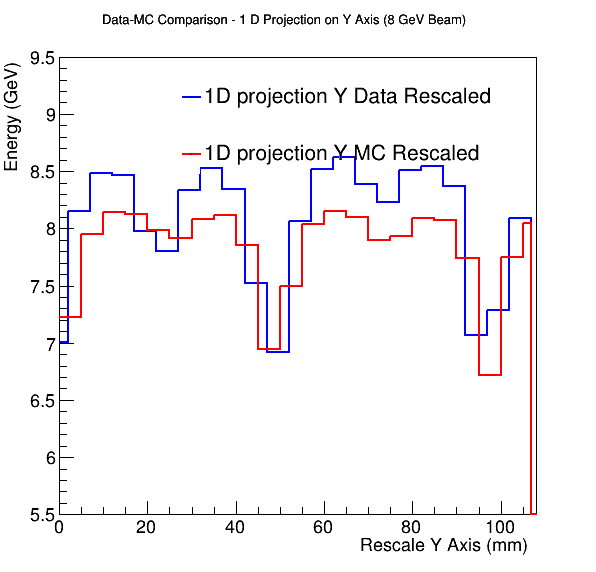 Data-MC Comparison - 1 D Projection on Y Axis (8 GeV Beam)
Energy (GeV)
9.5
9
8.5
8
7.5
7
6.5
6
5.5
1D projection Y Data Rescaled
1D projection Y MC Rescaled
0 20 40 60 80 100
Rescale Y Axis (mm)